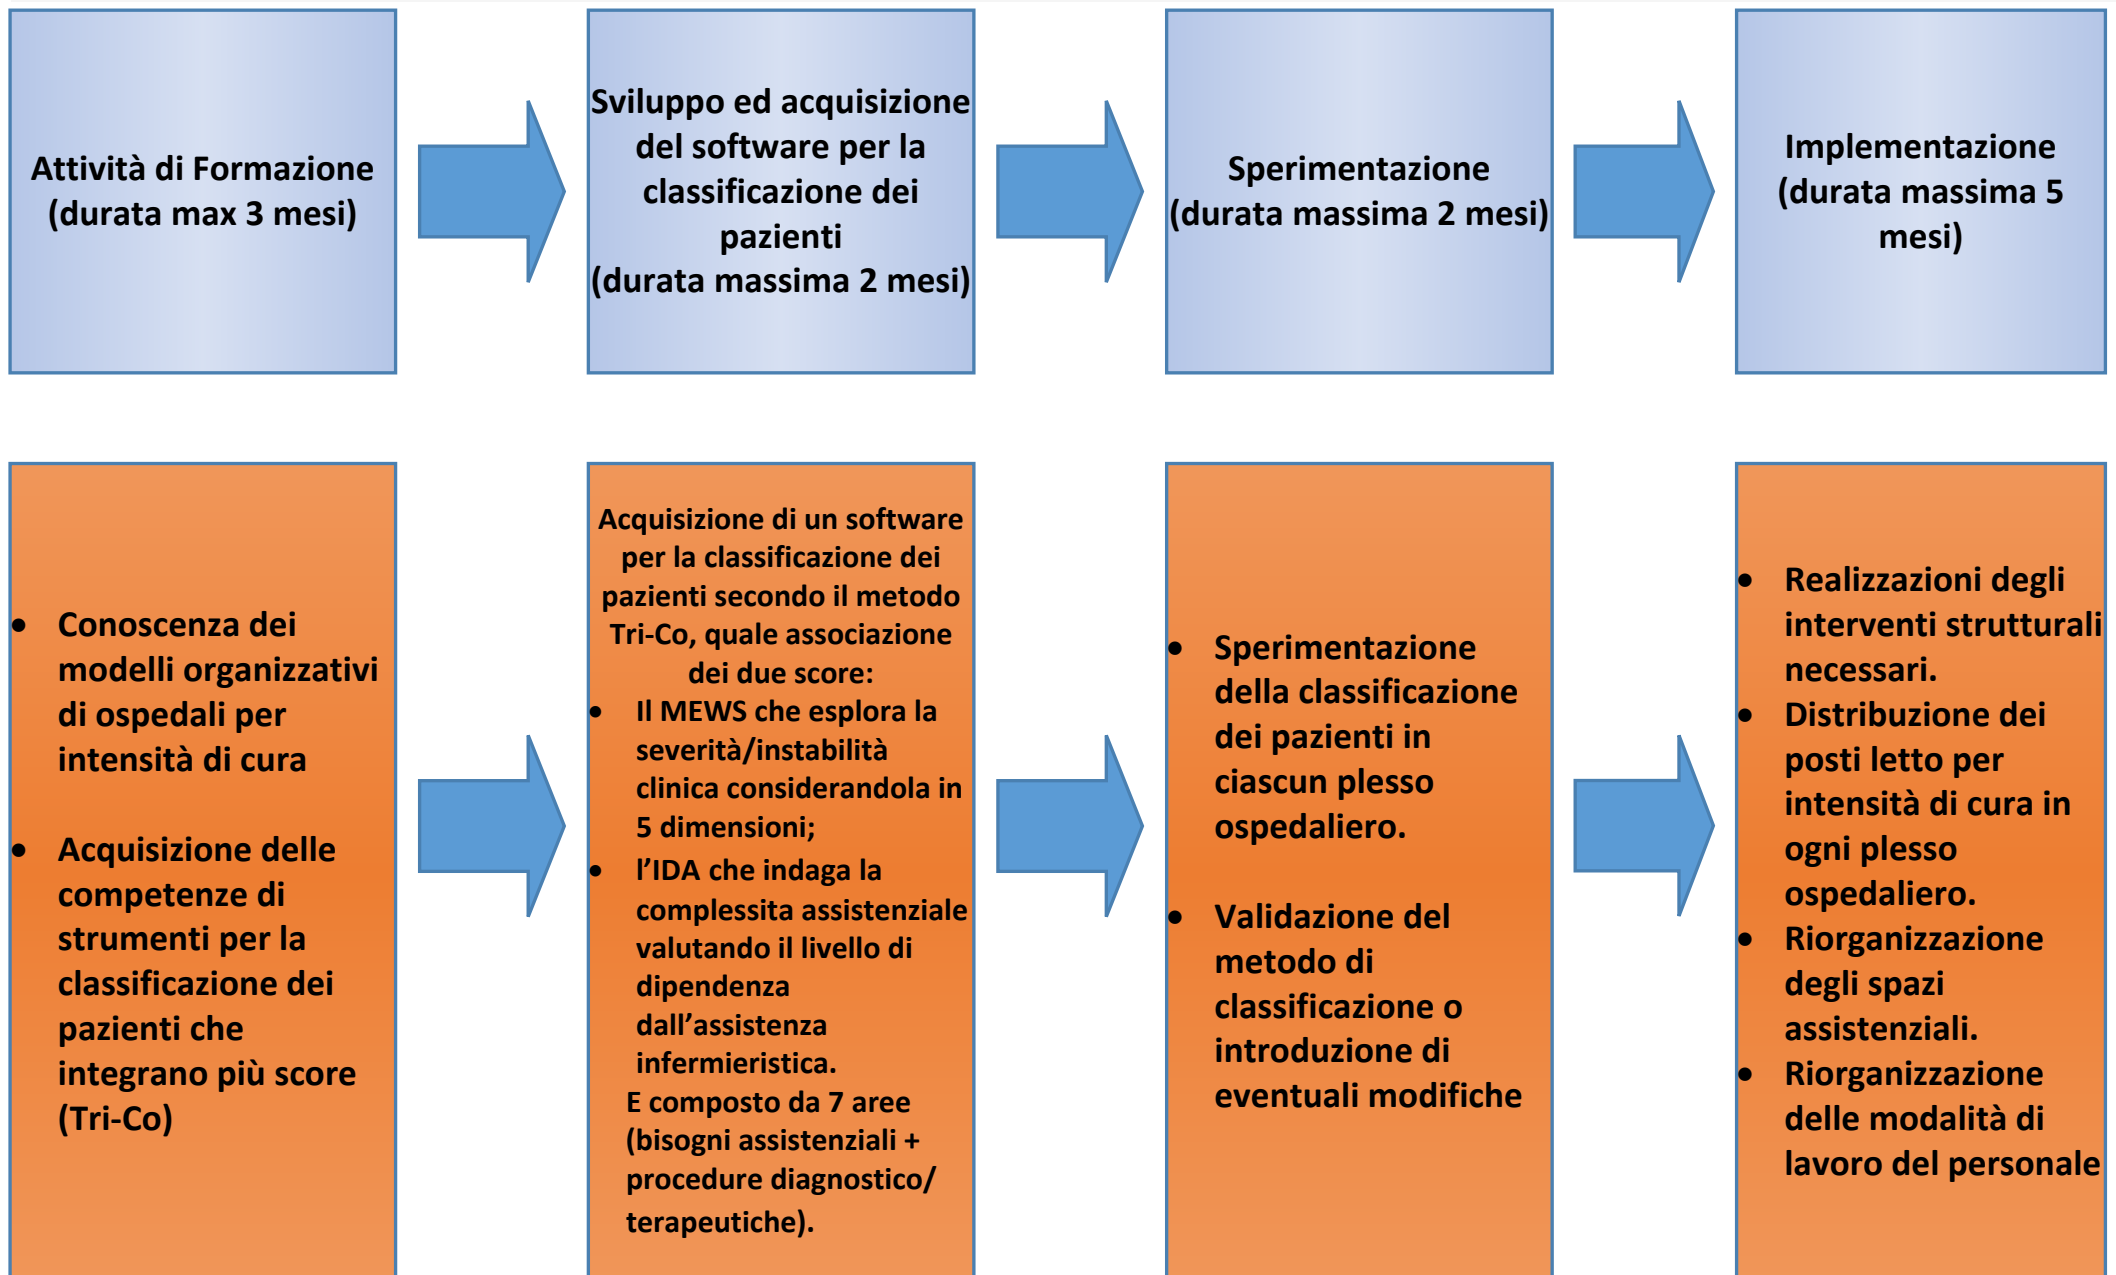 Attività di Formazione
(durata max 3 mesi)
Sviluppo ed acquisizione
del software per la
classificazione dei
pazienti
(durata massima 2 mesi)
Sperimentazione
(durata massima 2 mesi)
Implementazione
(durata massima 5
mesi)
• Conoscenza dei
modelli organizzativi
di ospedali per
intensità di cura
• Acquisizione delle
competenze di
strumenti per la
classificazione dei
pazienti che
integrano più score
(Tri-Co)
Acquisizione di un software
per la classificazione dei
pazienti secondo il metodo
Tri-Co, quale associazione
dei due score:
• Il MEWS che esplora la
severità/instabilità
clinica considerandola in
5 dimensioni;
• l’IDA che indaga la
complessita assistenziale
valutando il livello di
dipendenza
dall’assistenza
infermieristica.
E composto da 7 aree
(bisogni assistenziali +
procedure diagnostico/
terapeutiche).
• Sperimentazione
della classificazione
dei pazienti in
ciascun plesso
ospedaliero.
• Validazione del
metodo di
classificazione o
introduzione di
eventuali modifiche
• Realizzazioni degli
interventi strutturali
necessari.
• Distribuzione dei
posti letto per
intensità di cura in
ogni plesso
ospedaliero.
• Riorganizzazione
degli spazi
assistenziali.
• Riorganizzazione
delle modalità di
lavoro del personale